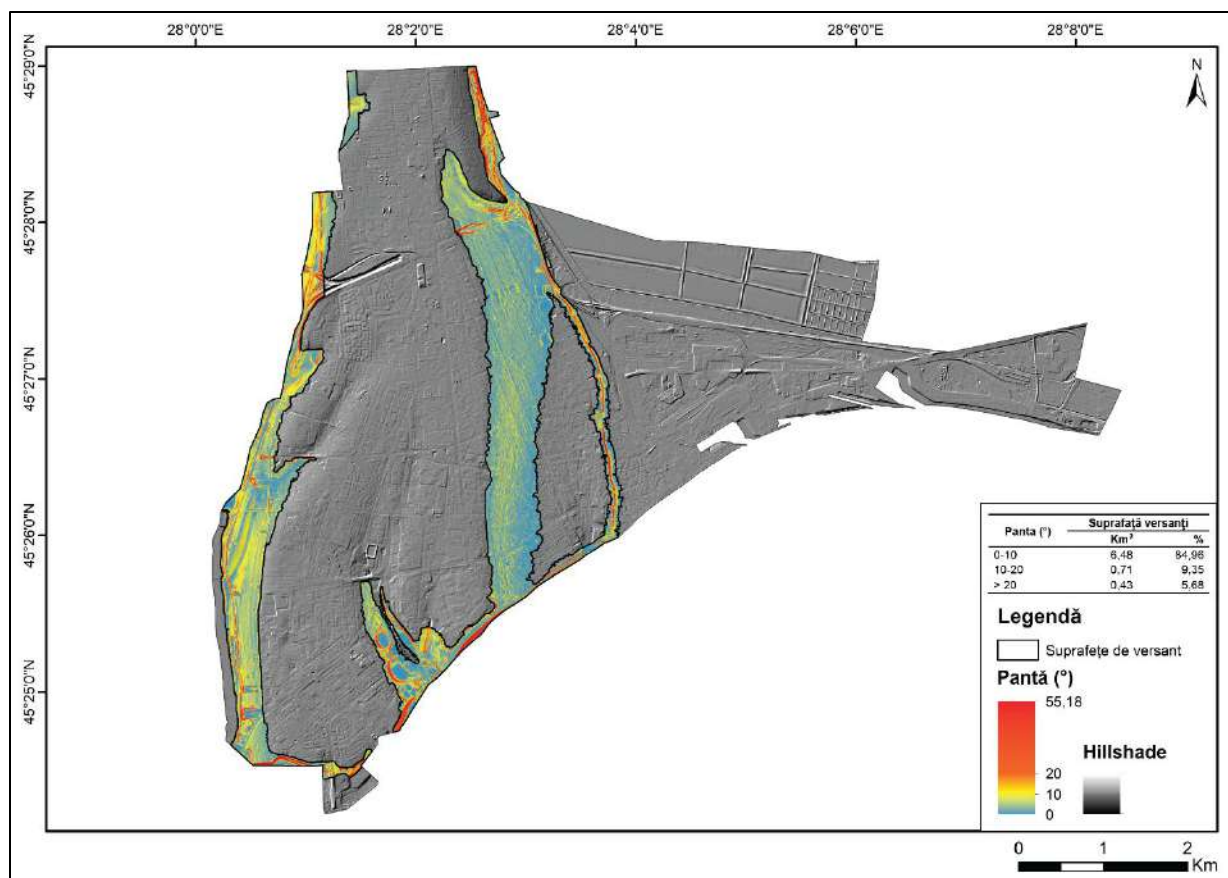 28°0'0"N 28°2'0"N 28°4'0"N 28°6'0"N 28°8'0"N
45°29'0"N
45°28'0"N
45°27'0"N
45°26'0"N
45°25'0"N
N
Panta (°) Suprafață versanți
Km² %
0-10 6,48 84,96
10-20 0,71 9,35
> 20 0,43 5,68
Legendă
Suprafețe de versant
Pantă (°)
55,18
20
10
0
Hillshade
0 1 2
Km